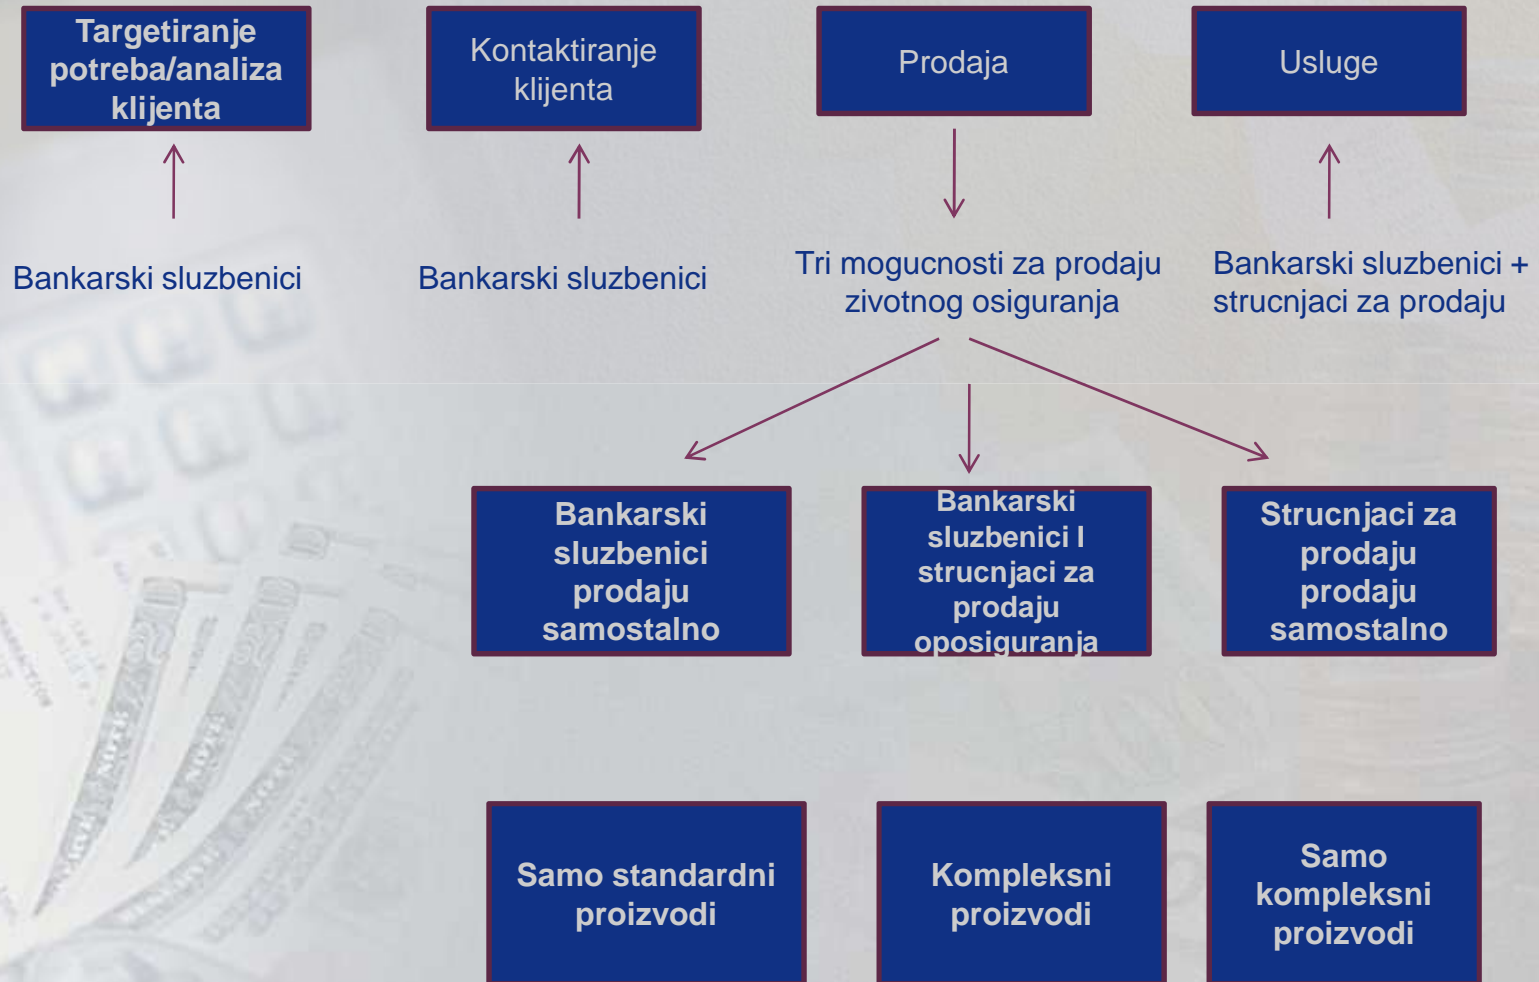 Targetiranje
potreba/analiza
klijenta
Kontaktiranje
klijenta
Prodaja
Usluge
Bankarski sluzbenici
Bankarski sluzbenici
Tri mogucnosti za prodaju
zivotnog osiguranja
Bankarski sluzbenici +
strucnjaci za prodaju
Bankarski
sluzbenici
prodaju
samostalno
Bankarski
sluzbenici I
strucnjaci za
prodaju
oposiguranja
Strucnjaci za
prodaju
prodaju
samostalno
Samo standardni
proizvodi
Kompleksni
proizvodi
Samo
kompleksni
proizvodi